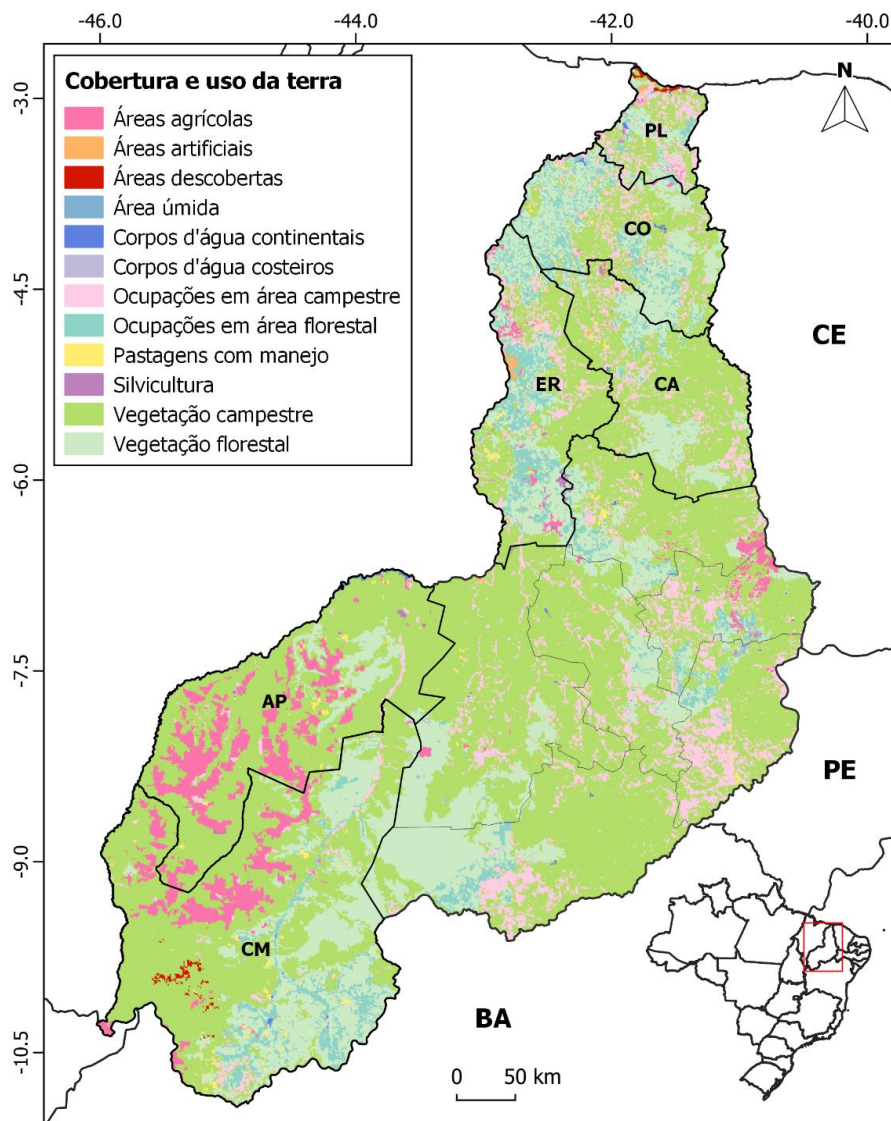 -46.0
-44.0
-42.0
-40.0
Cobertura e uso da terra
Áreas agrícolas
Áreas artificiais
Áreas descobertas
Área úmida
Corpos d'água continentais
Corpos d'água costeiros
Ocupações em área campestre
Ocupações em área florestal
Pastagens com manejo
Silvicultura
Vegetação campestre
Vegetação florestal
N
-3.0
PL
CO
-4.5
CE
ER
CA
-6.0
-7.5
AP
PE
-9.0
CM
BA
-10.5
0 50 km